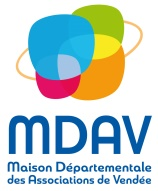 MDAV
Maison Départementale
des Associations de Vendée